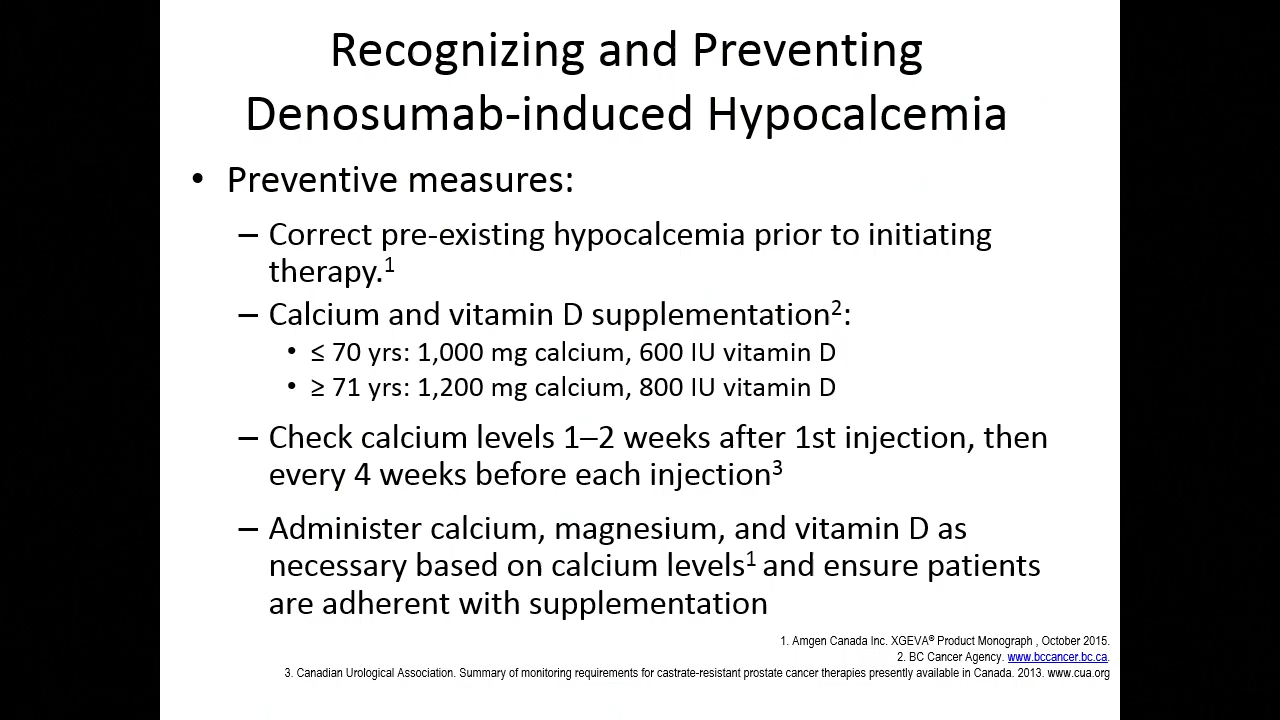 Recognizing and Preventing
Denosumab-induced Hypocalcemia
• Preventive measures:
– Correct pre-existing hypocalcemia prior to initiating
therapy.¹
– Calcium and vitamin D supplementation²:
• ≤ 70 yrs: 1,000 mg calcium, 600 IU vitamin D
• ≥ 71 yrs: 1,200 mg calcium, 800 IU vitamin D
– Check calcium levels 1–2 weeks after 1st injection, then
every 4 weeks before each injection³
– Administer calcium, magnesium, and vitamin D as
necessary based on calcium levels¹ and ensure patients
are adherent with supplementation
1. Amgen Canada Inc. XGEVA® Product Monograph , October 2015.
2. BC Cancer Agency. www.bccancer.bc.ca.
3. Canadian Urological Association. Summary of monitoring requirements for castrate-resistant prostate cancer therapies presently available in Canada. 2013. www.cua.org